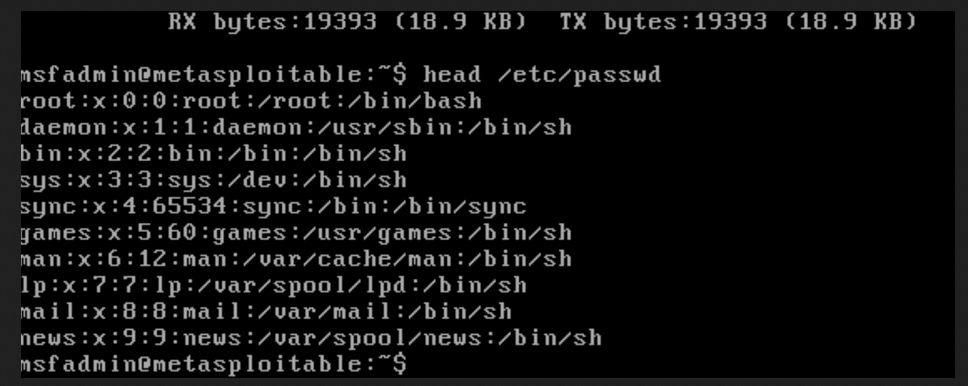 RX bytes:19393 (18.9 KB)  TX bytes:19393 (18.9 KB)
msfadmin@metasploitable:~$ head /etc/passwd
root:x:0:0:root:/root:/bin/bash
daemon:x:1:1:daemon:/usr/sbin:/bin/sh
bin:x:2:2:bin:/bin:/bin/sh
sys:x:3:3:sys:/dev:/bin/sh
sync:x:4:65534:sync:/bin:/bin/sync
games:x:5:60:games:/usr/games:/bin/sh
man:x:6:12:man:/var/cache/man:/bin/sh
lp:x:7:7:lp:/var/spool/lpd:/bin/sh
mail:x:8:8:mail:/var/mail:/bin/sh
news:x:9:9:news:/var/spool/news:/bin/sh
msfadmin@metasploitable:~$